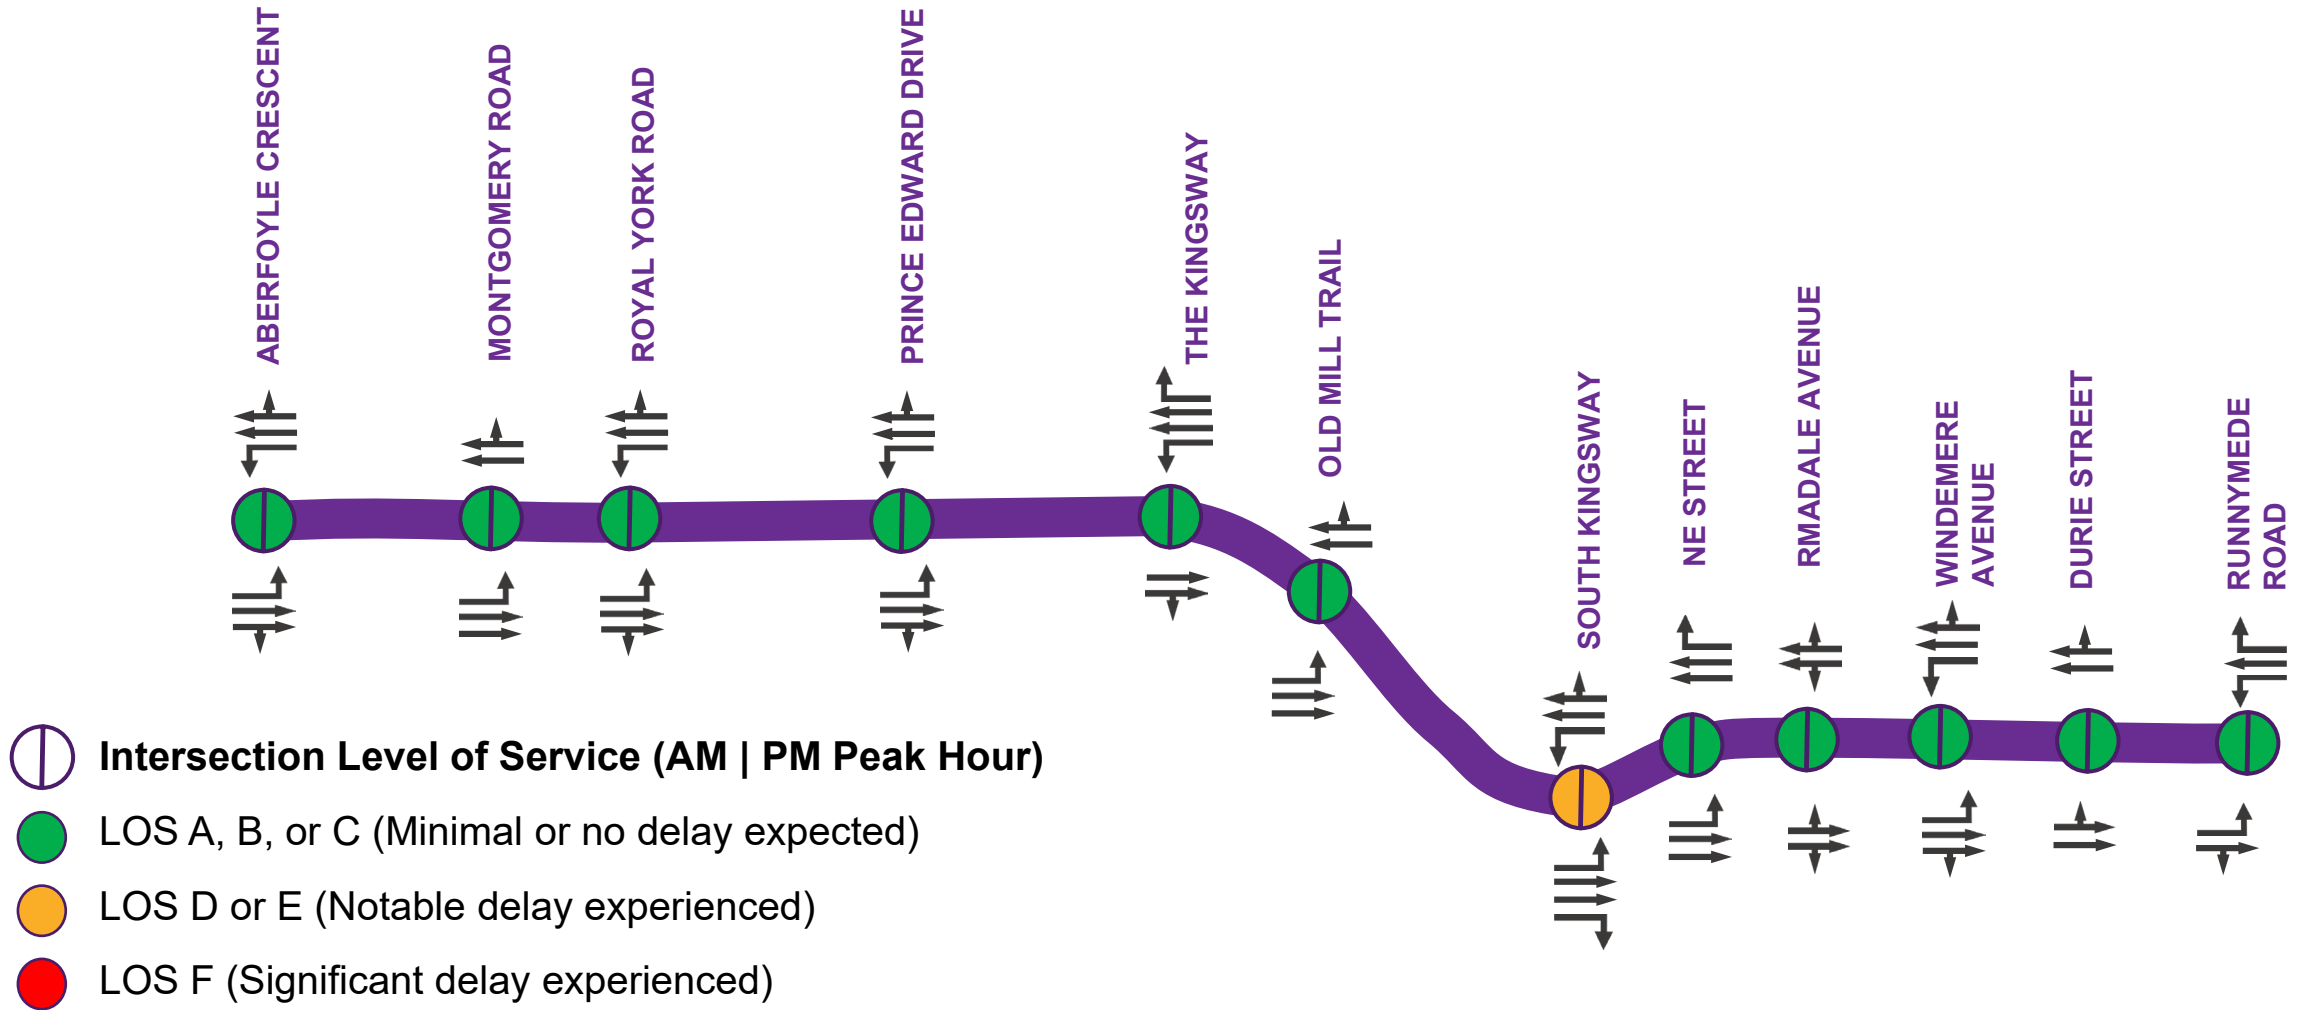 ABERFOYLE CRESCENT
MONTGOMERY ROAD
ROYAL YORK ROAD
PRINCE EDWARD DRIVE
THE KINGSWAY
OLD MILL TRAIL
SOUTH KINGSWAY
NE STREET
RMADALE AVENUE
WINDEMERE
AVENUE
DURIE STREET
RUNNYMEDE
ROAD
Intersection Level of Service (AM | PM Peak Hour)
LOS A, B, or C (Minimal or no delay expected)
LOS D or E (Notable delay experienced)
LOS F (Significant delay experienced)